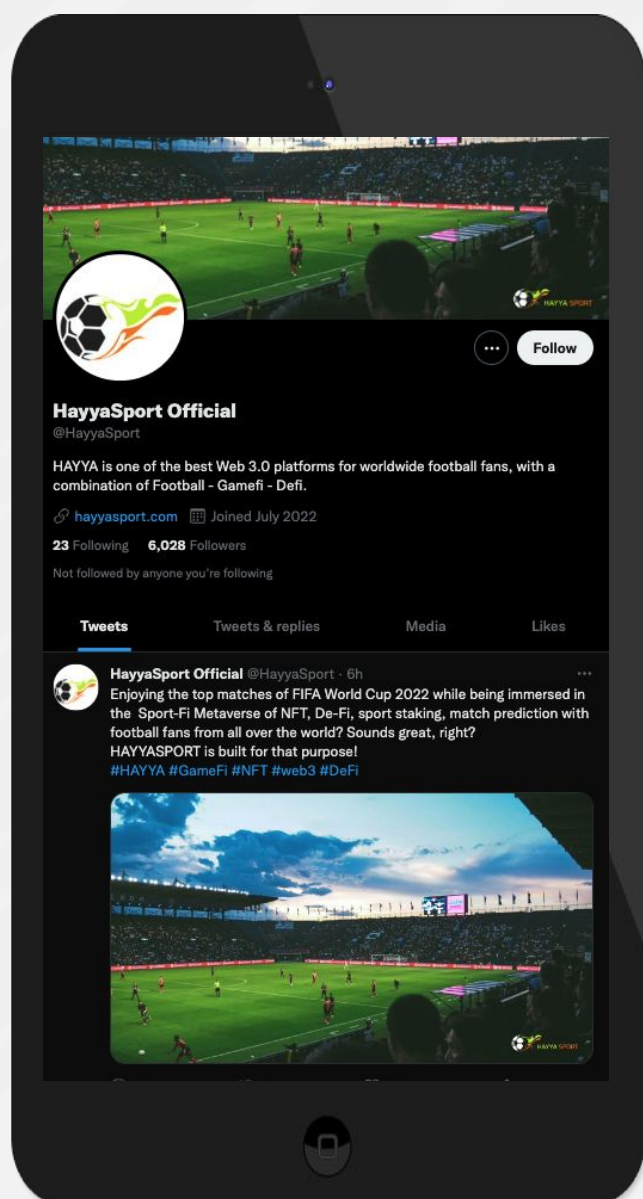 HAYYA SPORT
Follow
HayyaSport Official
@HayyaSport
HAYYA is one of the best Web 3.0 platforms for worldwide football fans, with a
combination of Football - Gamefi - Defi.
hayyasport.com Joined July 2022
23 Following 6,028 Followers
Not followed by anyone you're following
Tweets Tweets & replies Media Likes
HayyaSport Official @HayyaSport · 6h
Enjoying the top matches of FIFA World Cup 2022 while being immersed in
the Sport-Fi Metaverse of NFT, De-Fi, sport staking, match prediction with
football fans from all over the world? Sounds great, right?
HAYYASPORT is built for that purpose!
#HAYYA #GameFi #NFT #web3 #DeFi
HAYYA SPORT